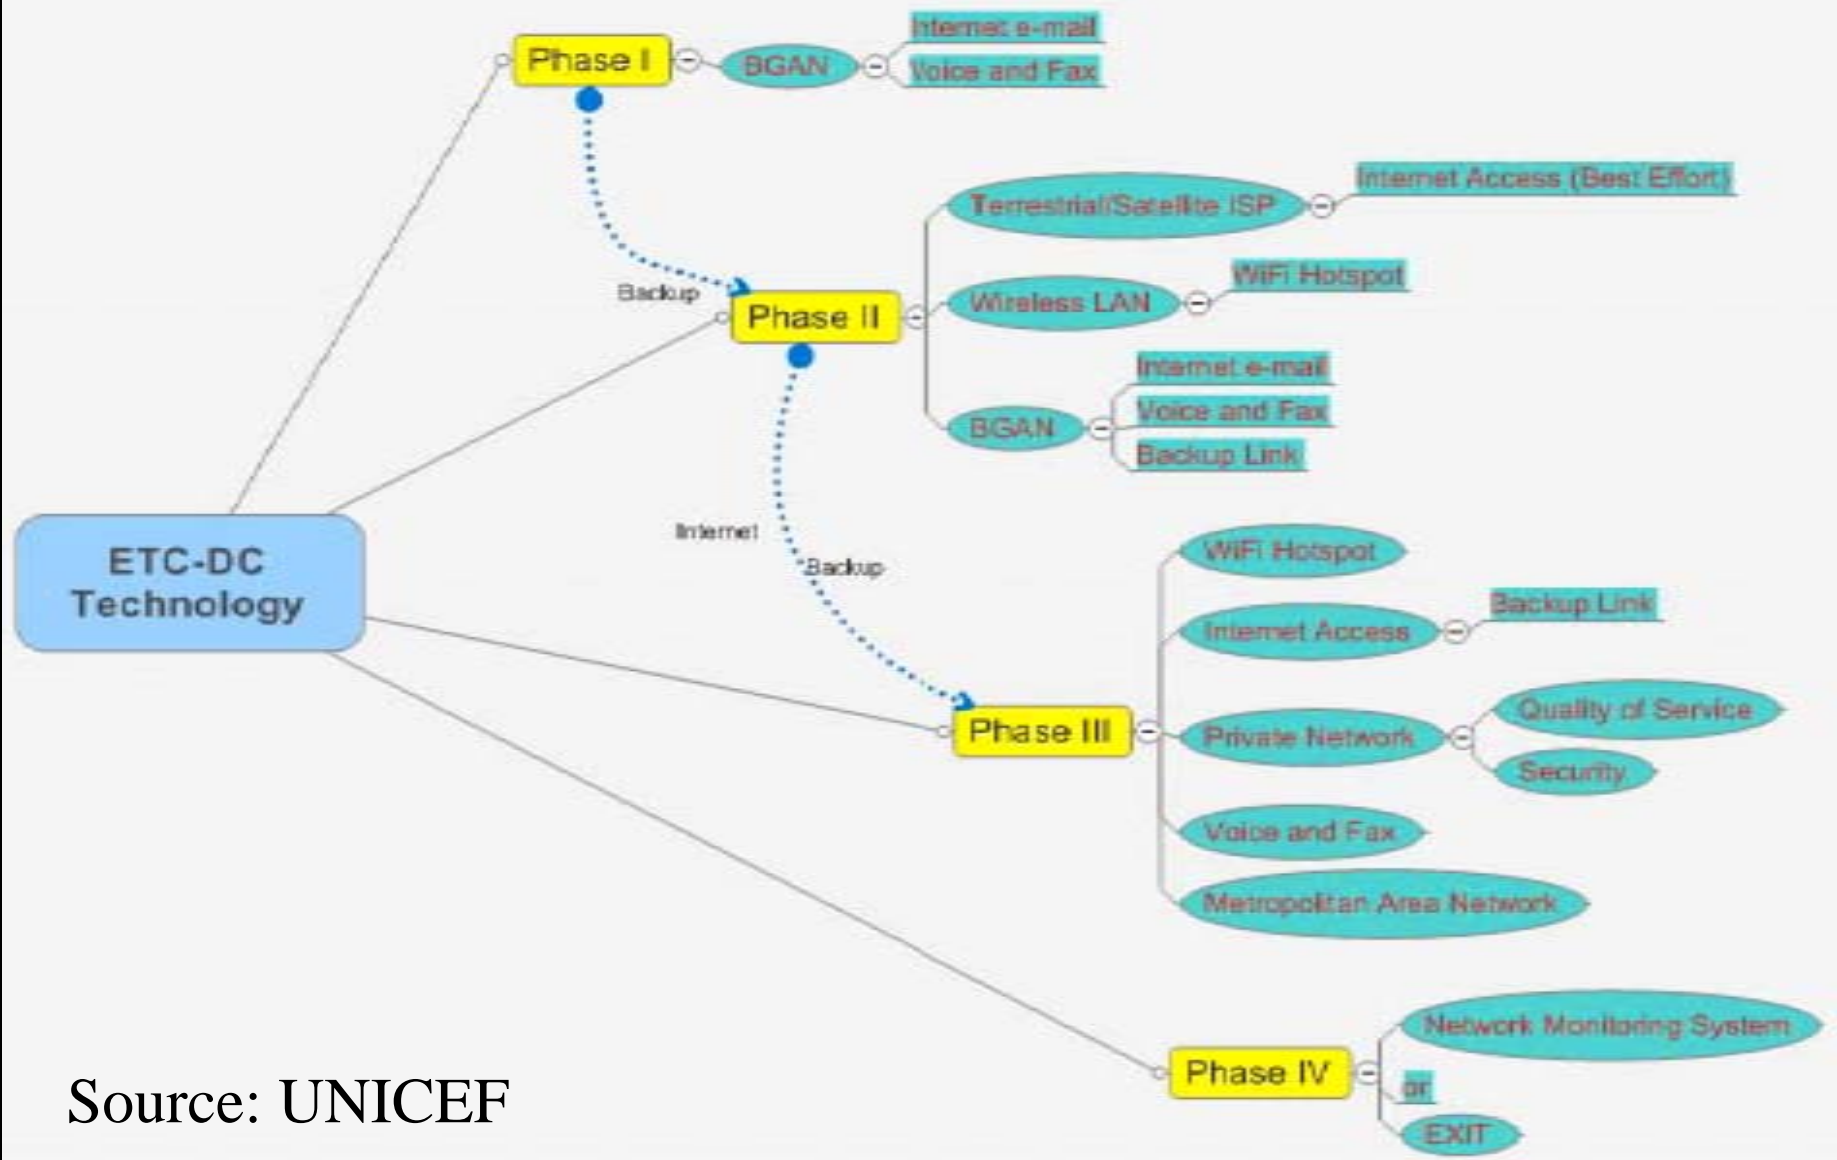 Phase I
BGAN
Internet e-mail
Voice and Fax
Backup
Phase II
Terrestrial/Satellite ISP
Internet Access (Best Effort)
Wireless LAN
WiFi Hotspot
BGAN
Internet e-mail
Voice and Fax
Backup Link
ETC-DC
Technology
Internet
Backup
Phase III
WiFi Hotspot
Internet Access
Backup Link
Private Network
Quality of Service
Security
Voice and Fax
Metropolitan Area Network
Phase IV
Network Monitoring System
or
EXIT
Source: UNICEF